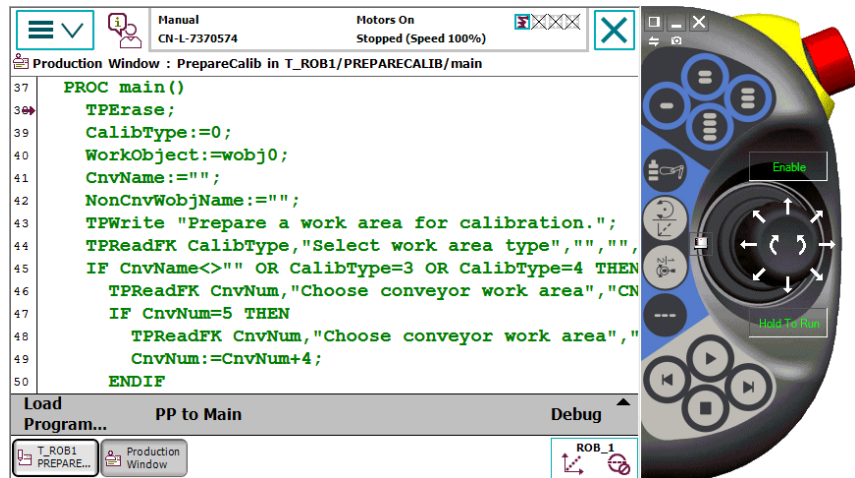 Manual
CN-L-7370574
Motors On
Stopped (Speed 100%)
Production Window : PrepareCalib in T_ROB1/PREPARECALIB/main
37 PROC main()
38 TPErase;
39 CalibType:=0;
40 WorkObject:=wobj0;
41 CnvName:="";
42 NonCnvWobjName:="";
43 TPWrite "Prepare a work area for calibration.";
44 TPReadFK CalibType,"Select work area type","","",
45 IF CnvName<>"" OR CalibType=3 OR CalibType=4 THEN
46 TPReadFK CnvNum,"Choose conveyor work area","CN
47 IF CnvNum=5 THEN
48 TPReadFK CnvNum,"Choose conveyor work area","
49 CnvNum:=CnvNum+4;
50 ENDIF
Load
Program...
PP to Main
Debug
T_ROB1
PREPARE...
Production
Window
ROB_1
Enable
Hold To Run